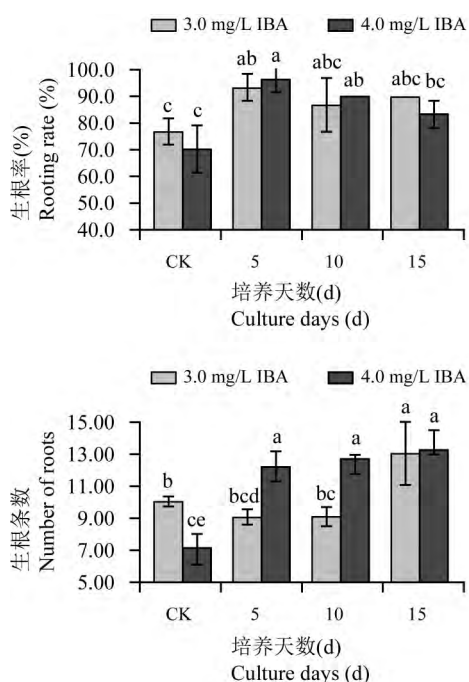 3.0 mg/L IBA 4.0 mg/L IBA
生根率(%)
Rooting rate (%)
100.0
90.0
80.0
70.0
60.0
50.0
40.0
c c ab a abc ab abc bc
CK 5 10 15
培养天数(d)
Culture days (d)
3.0 mg/L IBA 4.0 mg/L IBA
生根条数
Number of roots
15.00
13.00
11.00
9.00
7.00
5.00
b ce bcd a bc a a a
CK 5 10 15
培养天数(d)
Culture days (d)